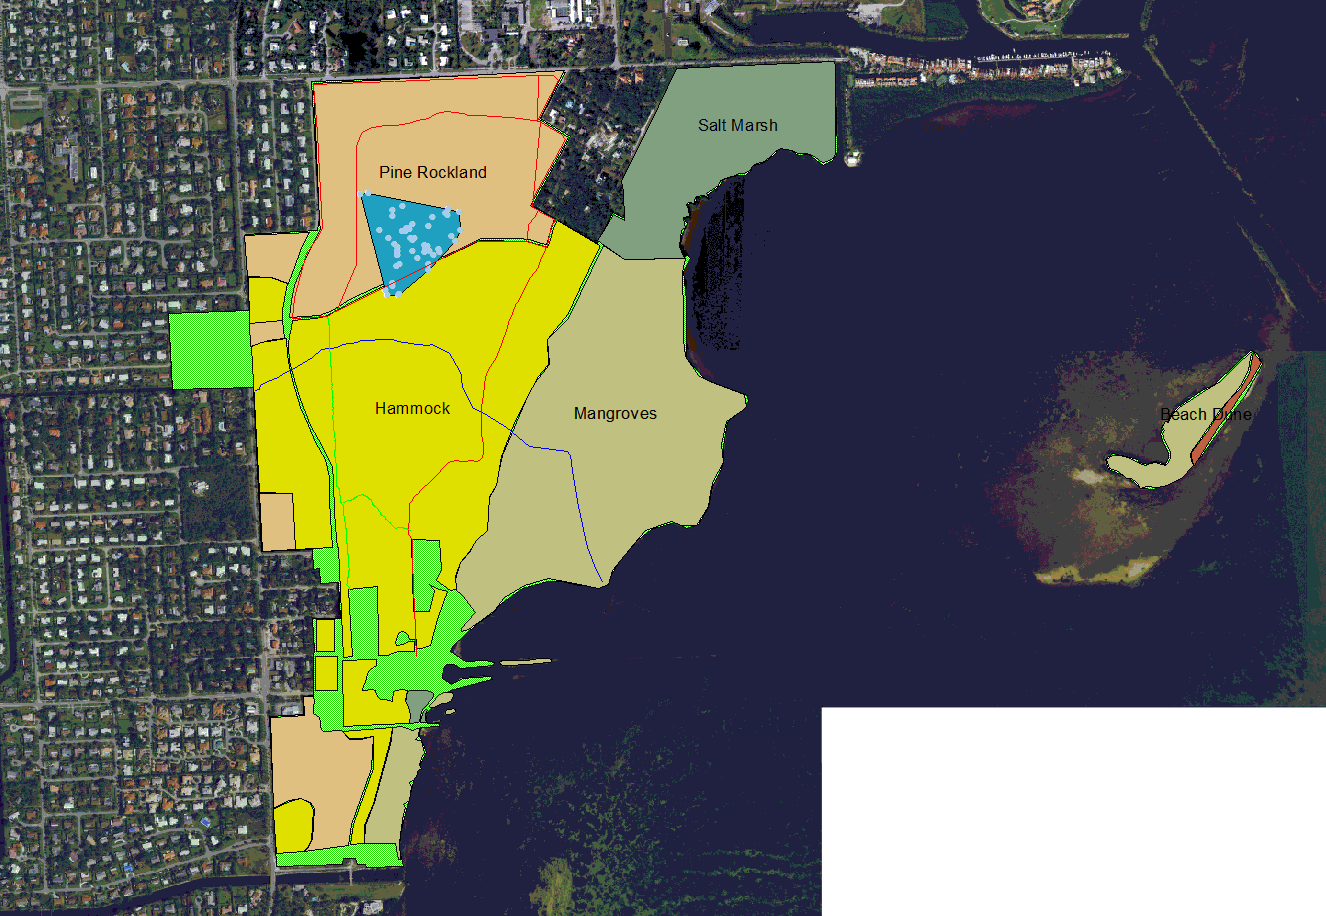 Salt Marsh
Pine Rockland
Hammock
Mangroves
Beach Dune